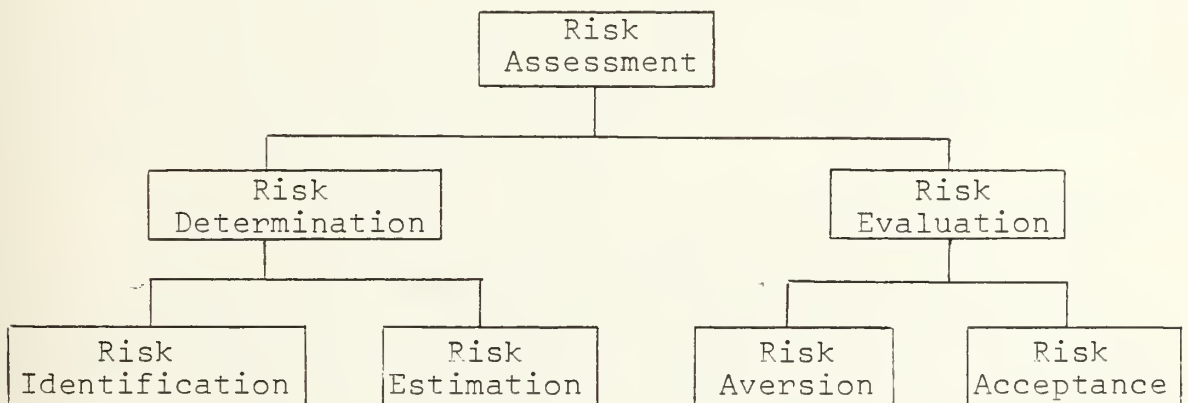 Risk
Assessment
Risk
Determination
Risk
Evaluation
Risk
Identification
Risk
Estimation
Risk
Aversion
Risk
Acceptance